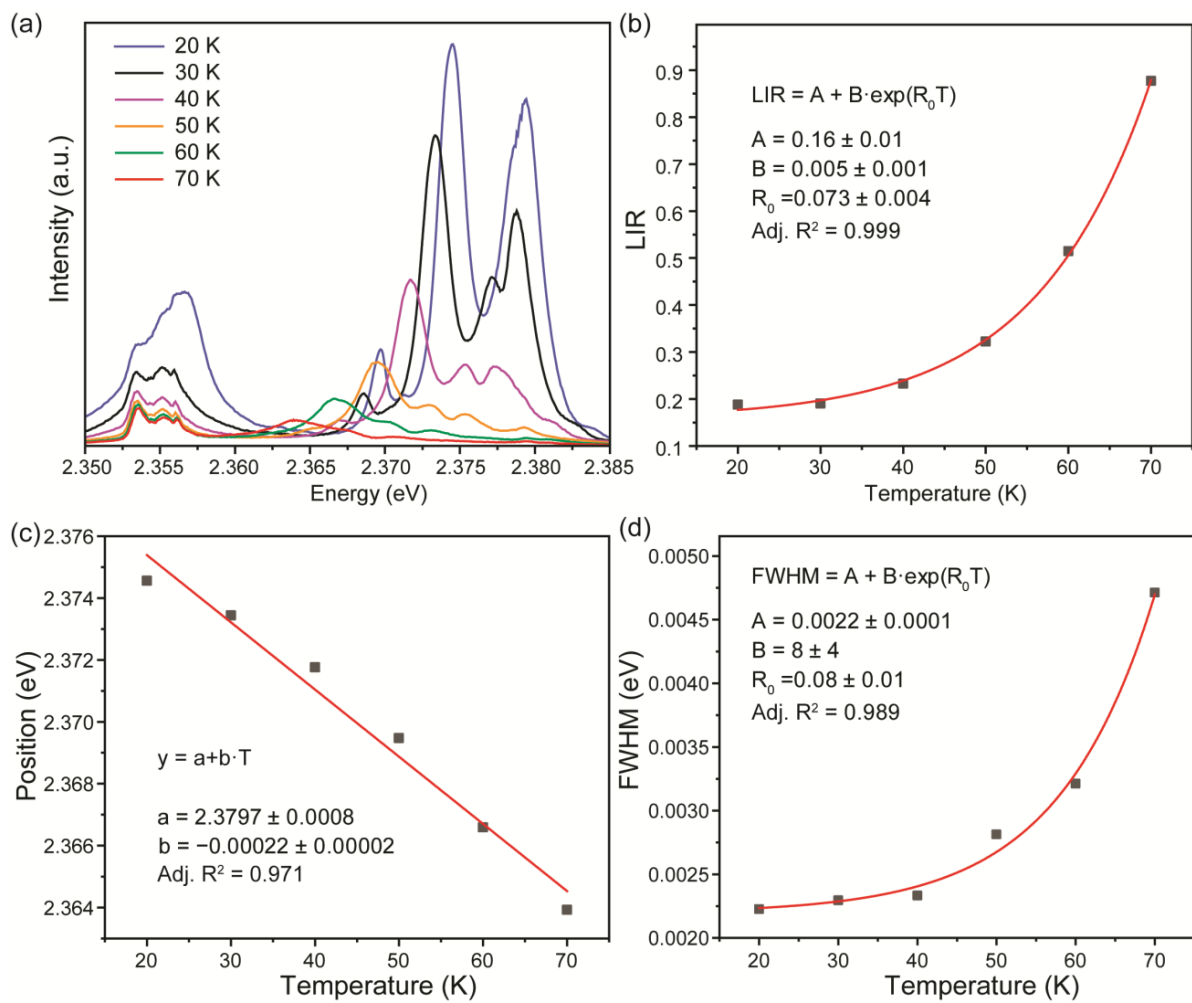 (a)
20 K
30 K
40 K
50 K
60 K
70 K
Intensity (a.u.)
2.350 2.355 2.360 2.365 2.370 2.375 2.380 2.385
Energy (eV)
(b)
LIR = A + B·exp(R₀T)
A = 0.16 ± 0.01
B = 0.005 ± 0.001
R₀ =0.073 ± 0.004
Adj. R² = 0.999
LIR
0.9
0.8
0.7
0.6
0.5
0.4
0.3
0.2
0.1
20 30 40 50 60 70
Temperature (K)
(c)
2.376
2.374
2.372
2.370
2.368
2.366
2.364
Position (eV)
y = a+b·T
a = 2.3797 ± 0.0008
b = −0.00022 ± 0.00002
Adj. R² = 0.971
20 30 40 50 60 70
Temperature (K)
(d)
FWHM = A + B·exp(R₀T)
A = 0.0022 ± 0.0001
B = 8 ± 4
R₀ =0.08 ± 0.01
Adj. R² = 0.989
FWHM (eV)
0.0050
0.0045
0.0040
0.0035
0.0030
0.0025
0.0020
20 30 40 50 60 70
Temperature (K)